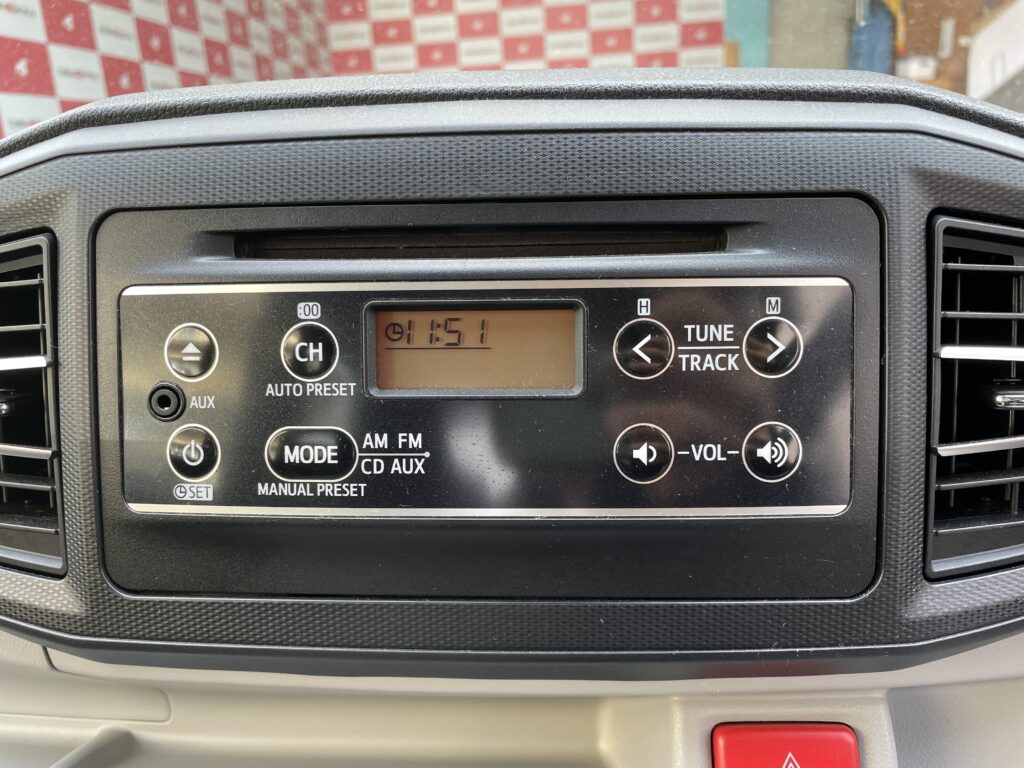 :00
H
M
11:51
CH
TUNE
TRACK
AUTO PRESET
AUX
MODE
AM FM
CD AUX
-VOL-
SET
MANUAL PRESET